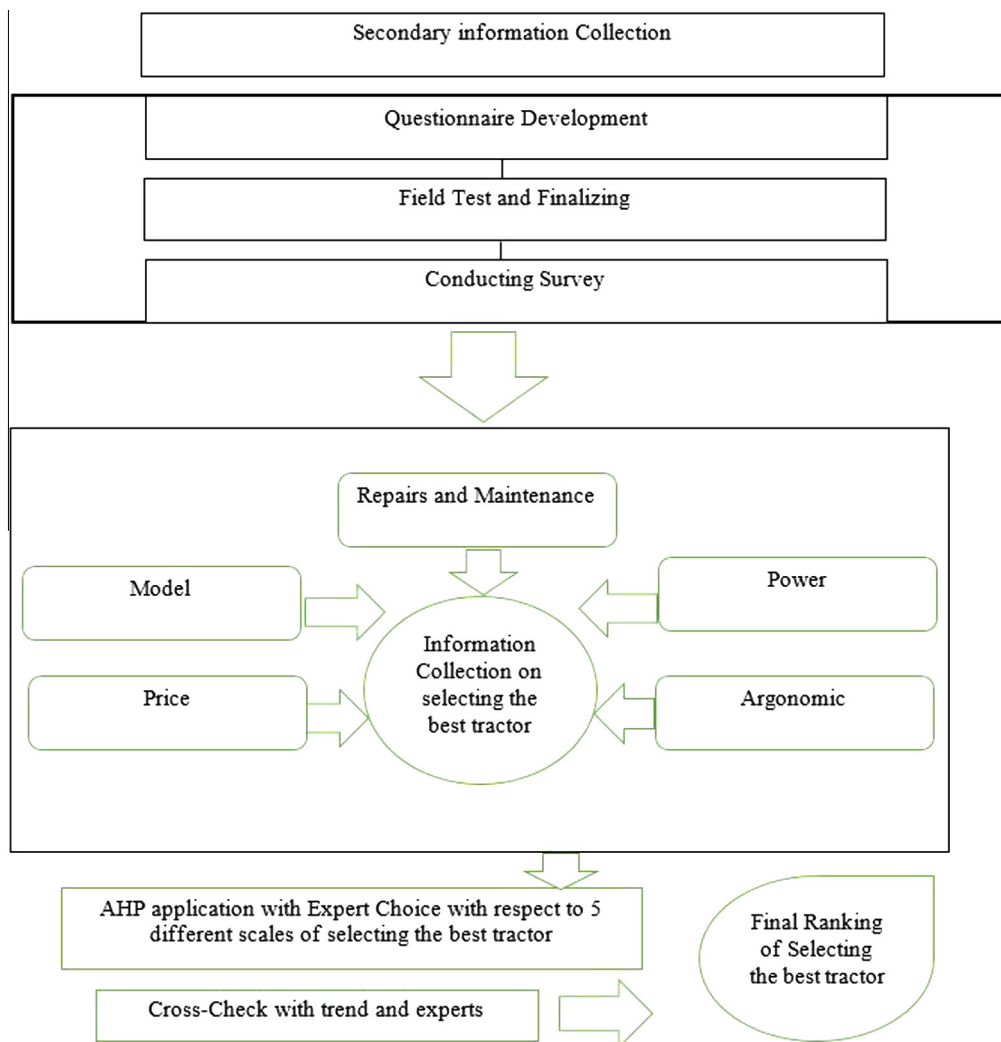 Secondary information Collection
Questionnaire Development
Field Test and Finalizing
Conducting Survey
Repairs and Maintenance
Model
Power
Information
Collection on
selecting the
best tractor
Price
Argonomic
AHP application with Expert Choice with respect to 5
different scales of selecting the best tractor
Final Ranking
of Selecting
the best tractor
Cross-Check with trend and experts